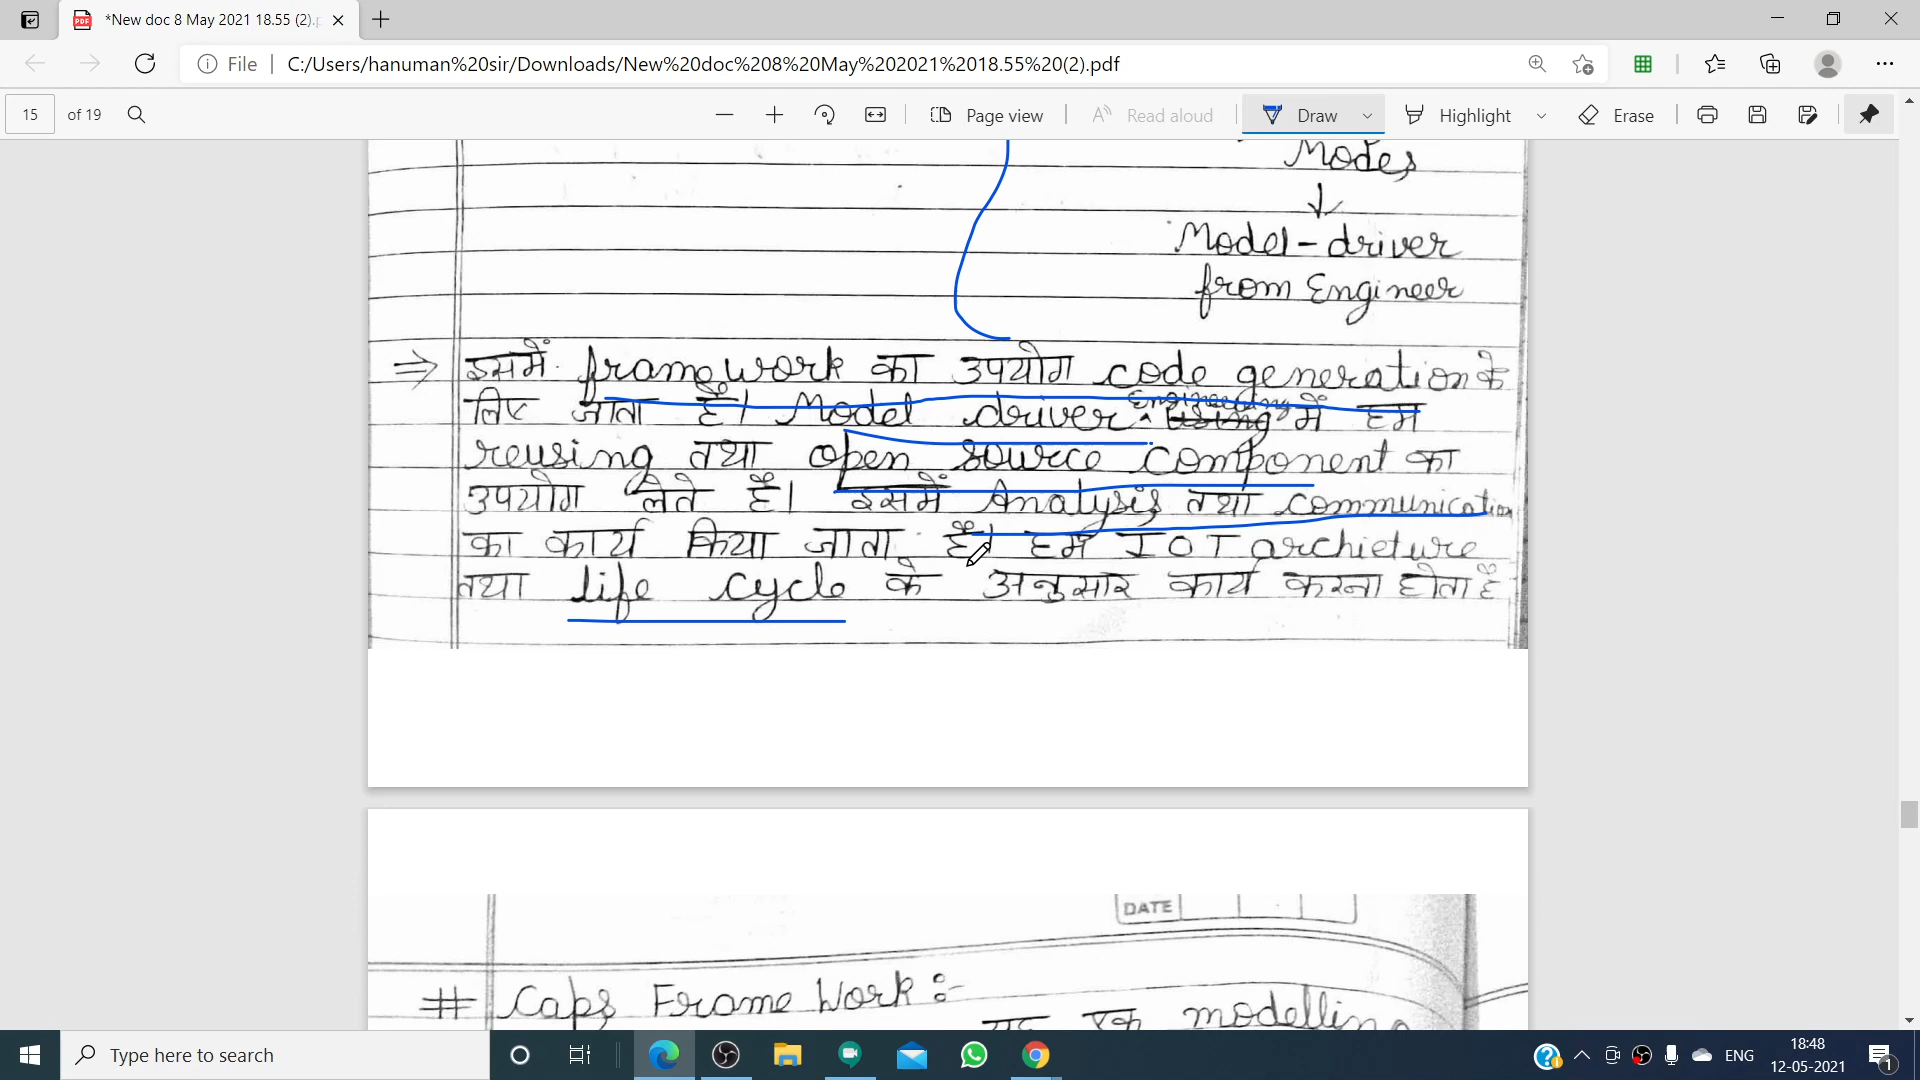 *New doc 8 May 2021 18.55 (2).p
File
C:/Users/hanuman%20sir/Downloads/New%20doc%208%20May%202021%2018.55%20(2).pdf
15 of 19
Page view
Read aloud
Draw
Highlight
Erase
Modes
↓
Model-driver
from Engineer
⇒ इसमें framework का उपयोग code generation के
लिए जाता है। Model driver Engineering में हम
reusing तथा open source component का
उपयोग लेते है। इसमें Analysis तथा communication
का कार्य किया जाता है। हमें IOT archieture
तथा life cycle के अनुसार कार्य करना होता है
DATE
# Caps Frame Work :-
यह एक modelling
Type here to search
ENG
18:48
12-05-2021
1